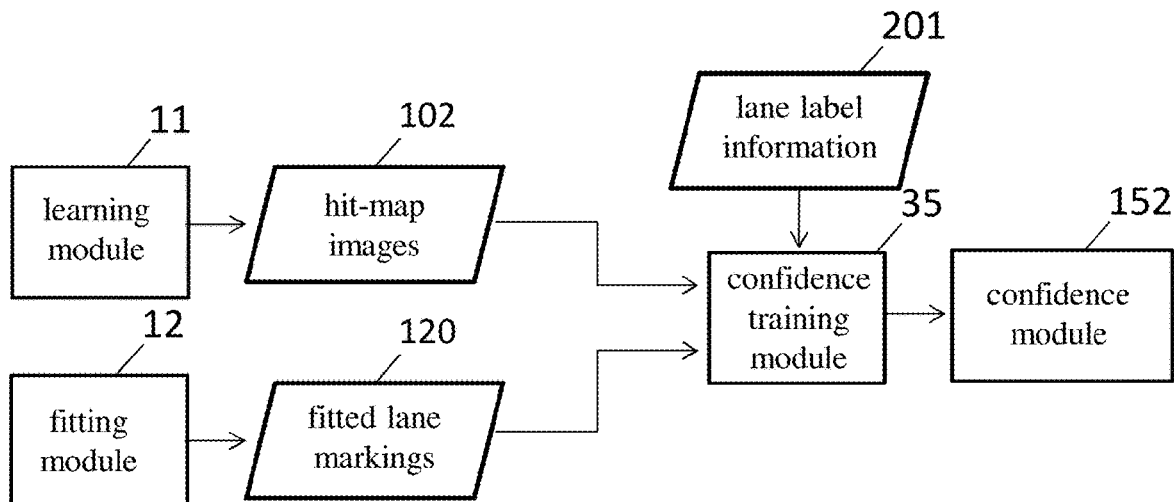 201
lane label
information
11
learning
module
102
hit-map
images
35
confidence
training
module
152
confidence
module
12
fitting
module
120
fitted lane
markings